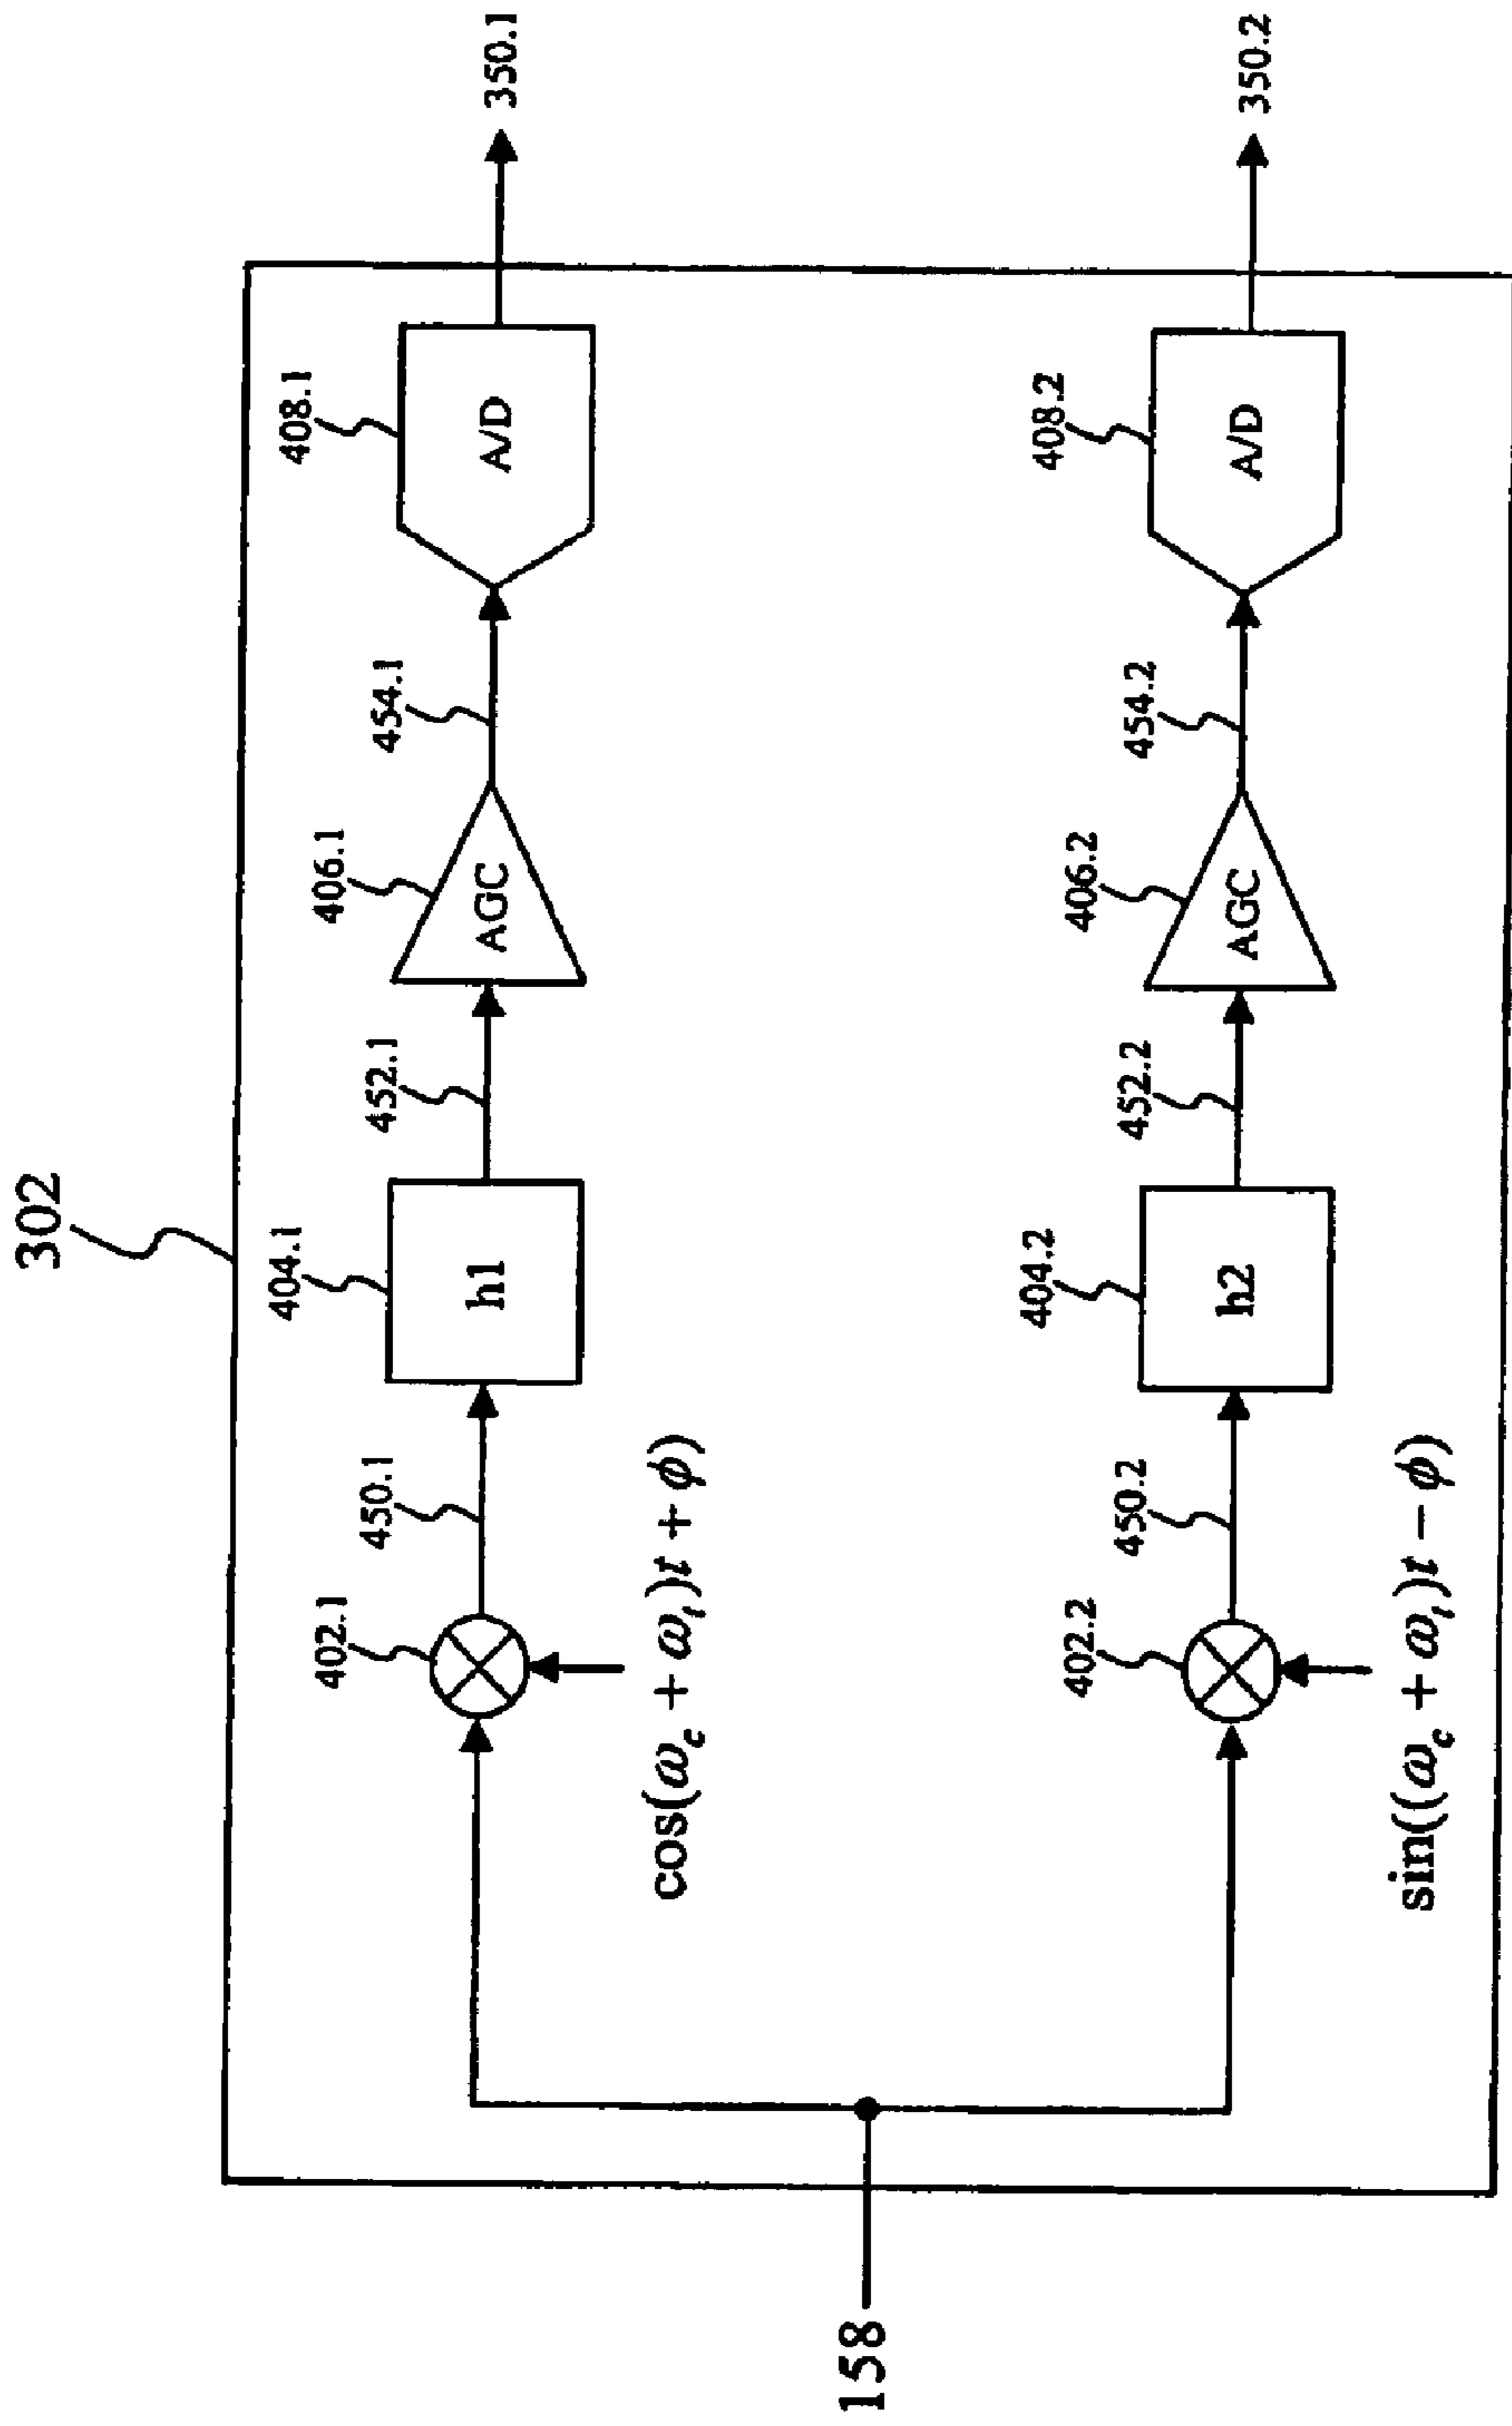 302
404.1
406.1
408.1
402.1
450.1
452.1
454.1
h1
AGC
A/D
350.1
cos(ω_c + ω_i)t + φ)
158
404.2
406.2
408.2
402.2
450.2
452.2
454.2
h2
AGC
A/D
350.2
sin((ω_c + ω_i)t − φ)